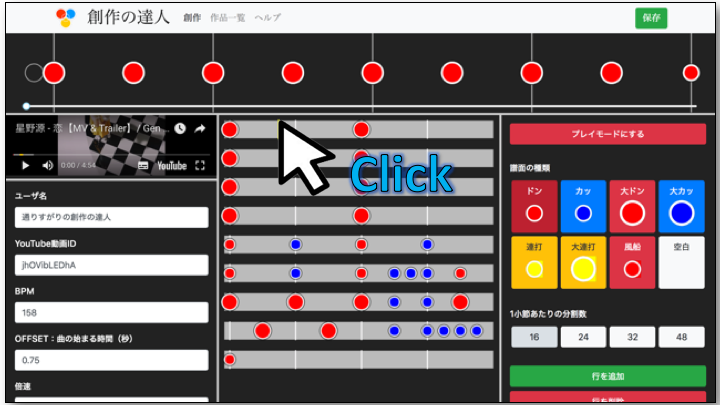 創作の達人 創作 作品一覧 ヘルプ 保存
星野源 - 恋【MV & Trailer】/ Gen ...
0:00 / 4:54 YouTube
ユーザ名
通りすがりの創作の達人
YouTube動画ID
jhOVibLEDhA
BPM
158
OFFSET：曲の始まる時間（秒）
0.75
倍速
Click
プレイモードにする
譜面の種類
ドン カッ 大ドン 大カッ
連打 大連打 風船 空白
1小節あたりの分割数
16 24 32 48
行を追加
行を削除